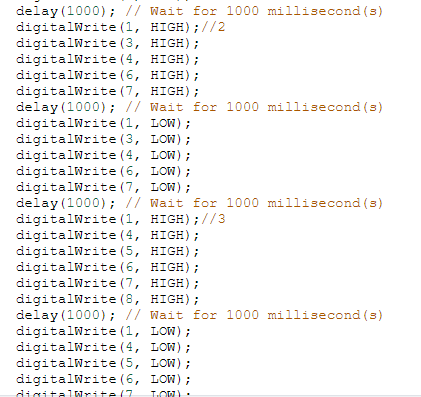 delay(1000); // Wait for 1000 millisecond(s)
digitalWrite(1, HIGH);//2
digitalWrite(3, HIGH);
digitalWrite(4, HIGH);
digitalWrite(6, HIGH);
digitalWrite(7, HIGH);
delay(1000); // Wait for 1000 millisecond(s)
digitalWrite(1, LOW);
digitalWrite(3, LOW);
digitalWrite(4, LOW);
digitalWrite(6, LOW);
digitalWrite(7, LOW);
delay(1000); // Wait for 1000 millisecond(s)
digitalWrite(1, HIGH);//3
digitalWrite(4, HIGH);
digitalWrite(5, HIGH);
digitalWrite(6, HIGH);
digitalWrite(7, HIGH);
digitalWrite(8, HIGH);
delay(1000); // Wait for 1000 millisecond(s)
digitalWrite(1, LOW);
digitalWrite(4, LOW);
digitalWrite(5, LOW);
digitalWrite(6, LOW);
digitalWrite(7, LOW);